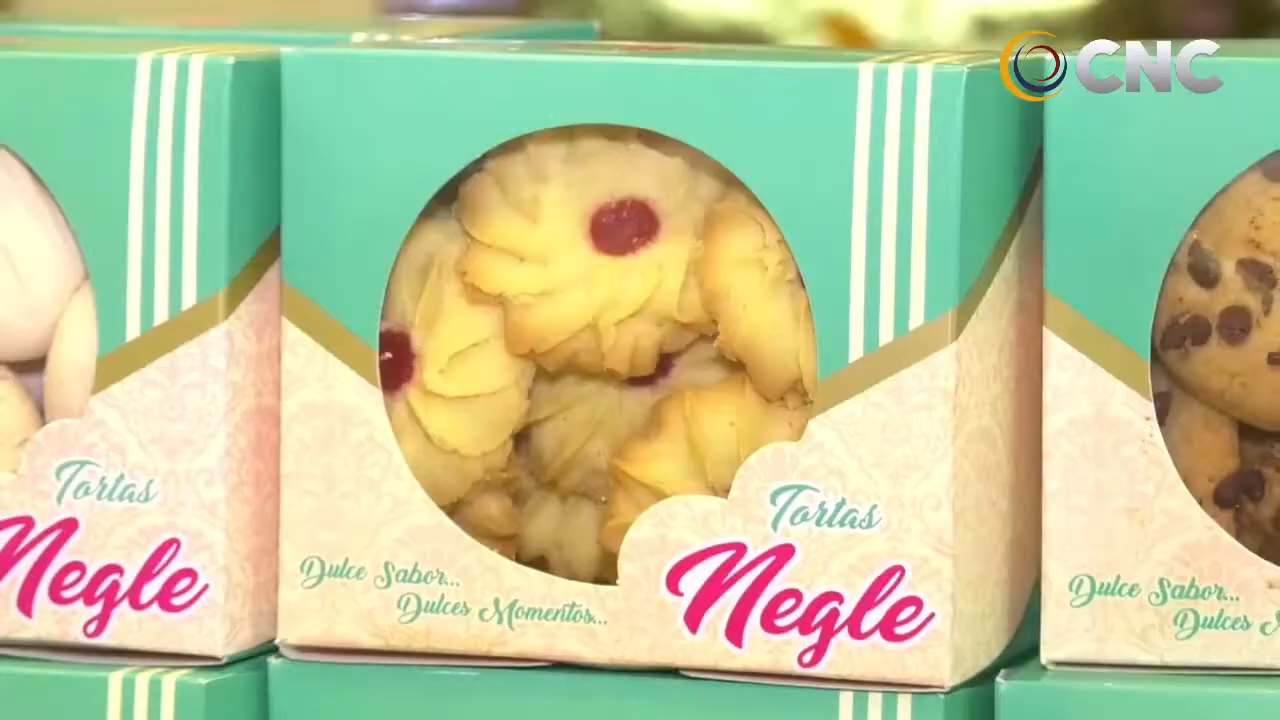 CNC
Tortas
Negle
Dulce Sabor...
Dulces Momentos...
Tortas
Negle
Dulce Sabor...
Dulces